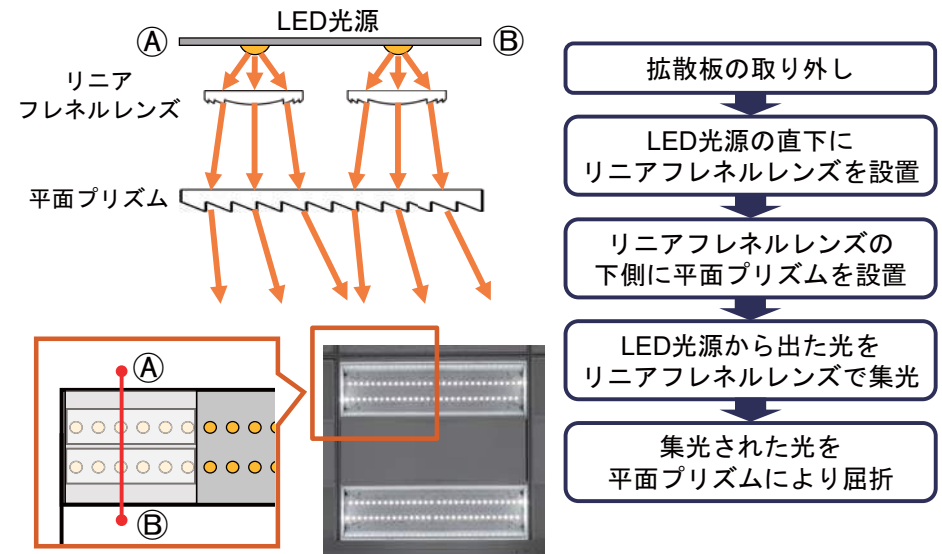 LED光源
Ⓐ
Ⓑ
リニア
フレネルレンズ
平面プリズム
Ⓐ
Ⓑ
拡散板の取り外し
LED光源の直下に
リニアフレネルレンズを設置
リニアフレネルレンズの
下側に平面プリズムを設置
LED光源から出た光を
リニアフレネルレンズで集光
集光された光を
平面プリズムにより屈折